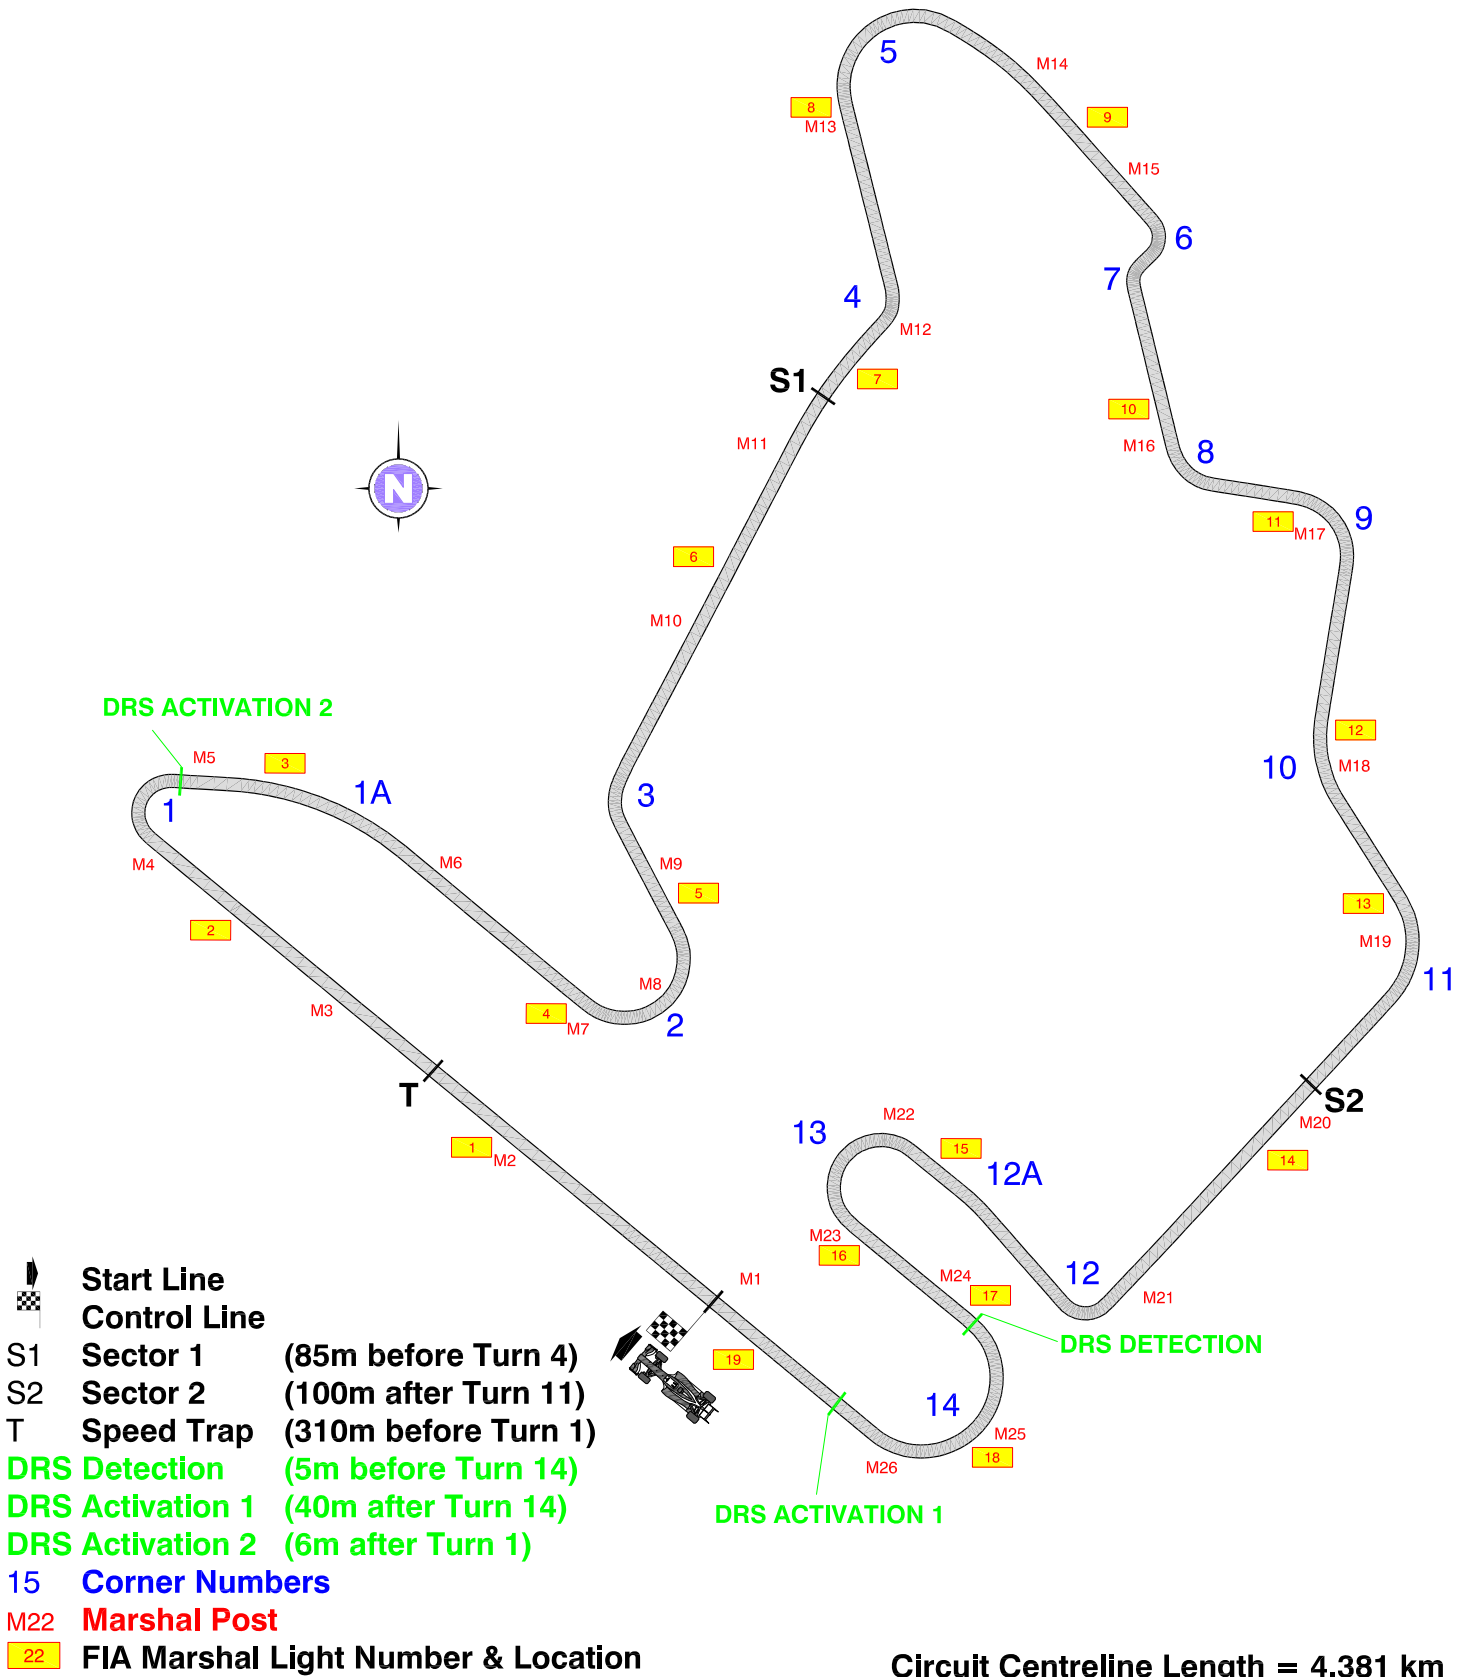 5
M14
8
M13
9
M15
6
7
4
M12
S1
7
M11
10
M16
8
N
11
M17
9
6
M10
DRS ACTIVATION 2
M5
3
1A
1
3
12
10
M18
M4
M6
M9
5
2
13
M19
11
M8
M3
4
M7
2
T
S2
M20
1
M2
13
M22
15
12A
14
M23
16
M24
17
12
M21
M1
DRS DETECTION
19
14
M25
18
M26
DRS ACTIVATION 1
Start Line
Control Line
S1 Sector 1 (85m before Turn 4)
S2 Sector 2 (100m after Turn 11)
T Speed Trap (310m before Turn 1)
DRS Detection (5m before Turn 14)
DRS Activation 1 (40m after Turn 14)
DRS Activation 2 (6m after Turn 1)
15 Corner Numbers
M22 Marshal Post
22 FIA Marshal Light Number & Location
Circuit Centreline Length = 4.381 km